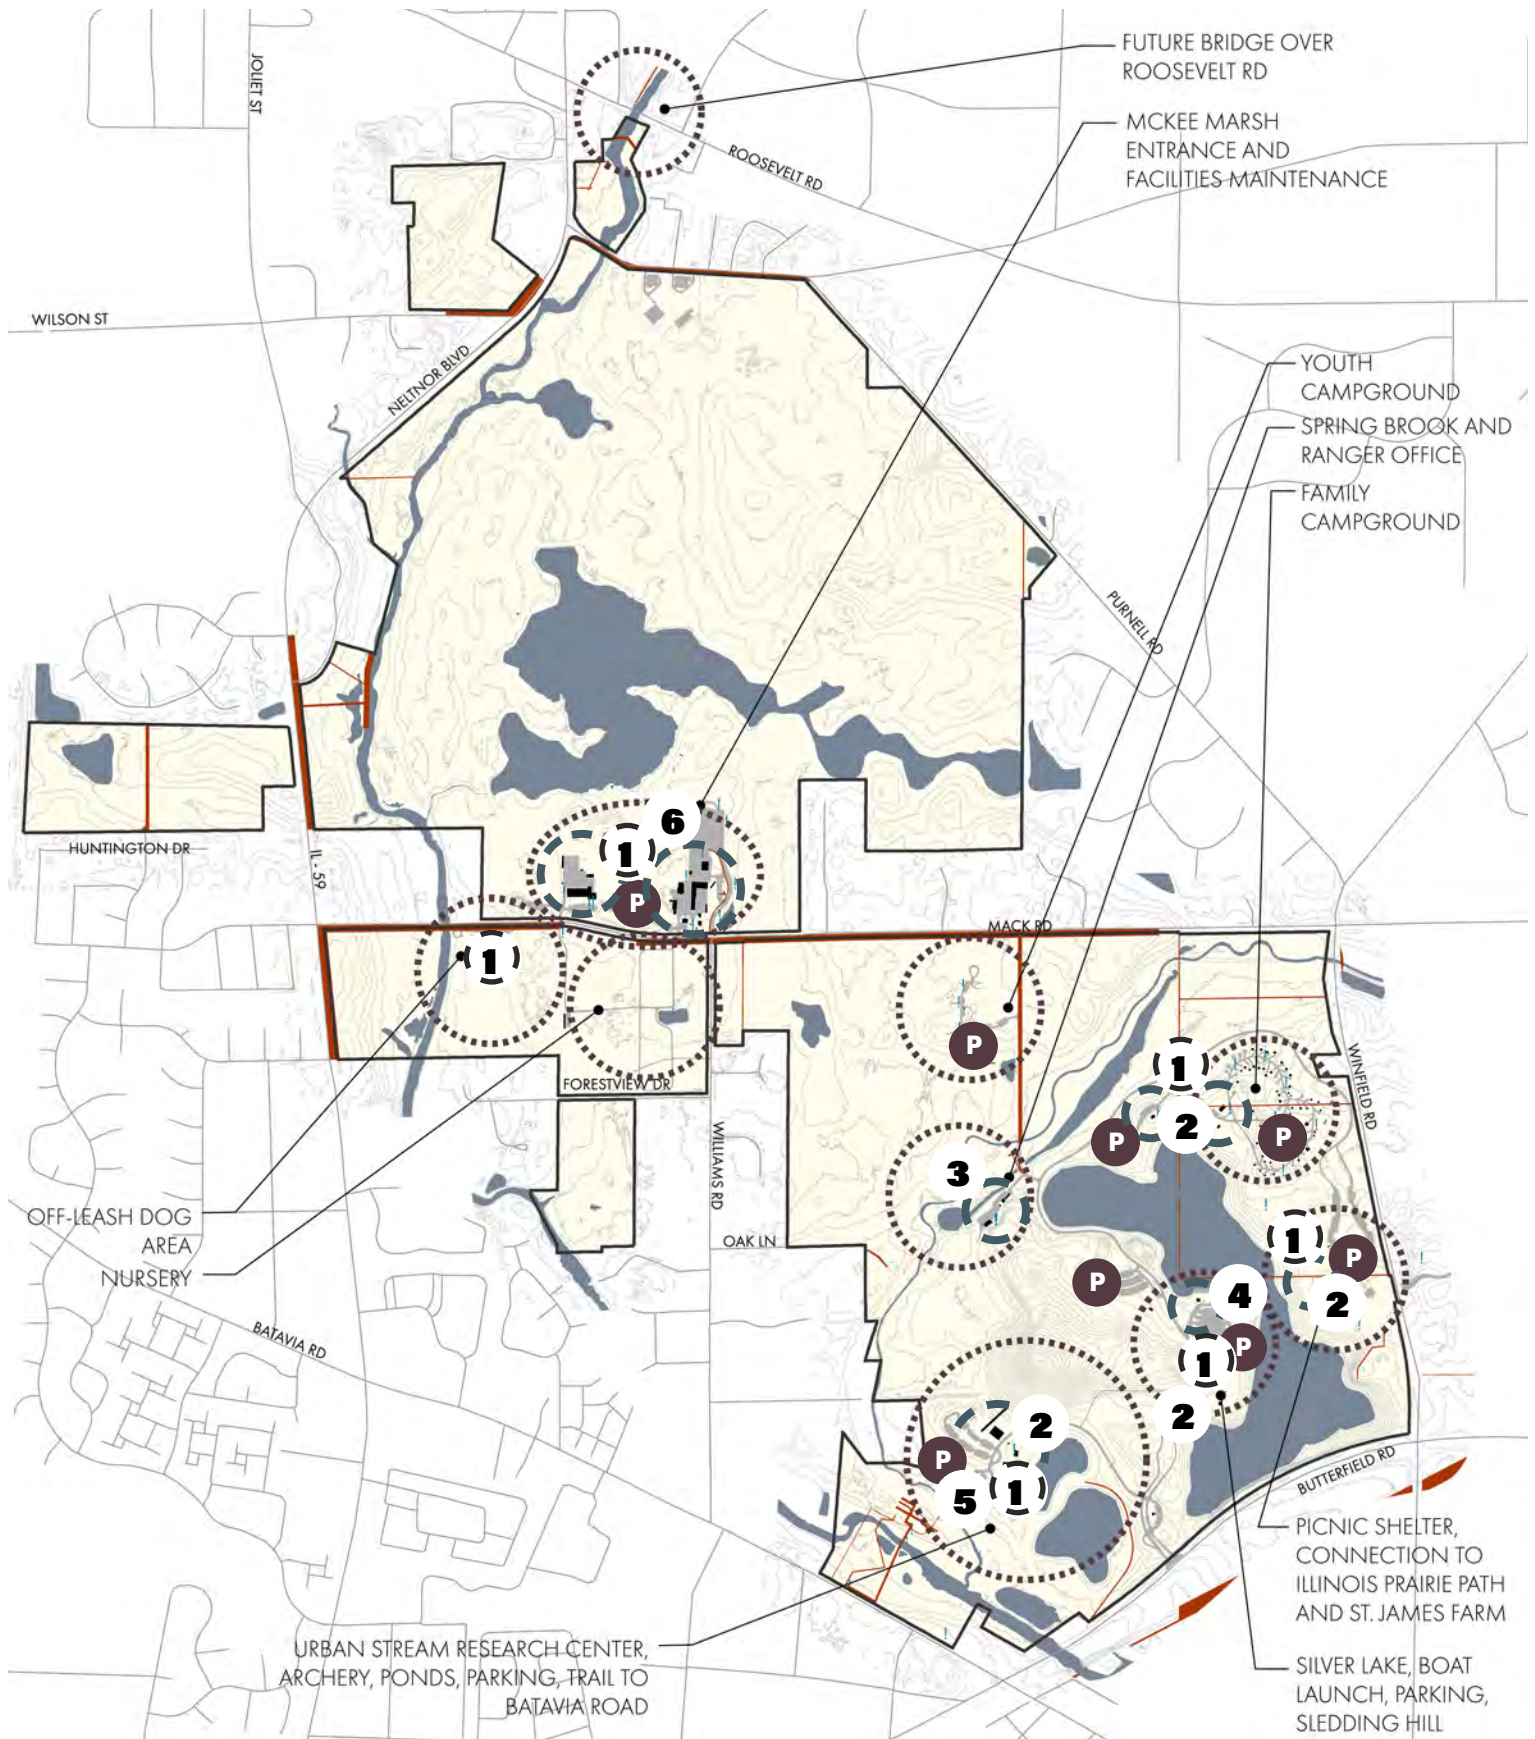 FUTURE BRIDGE OVER
ROOSEVELT RD
JOLIET ST
MCKEE MARSH
ENTRANCE AND
FACILITIES MAINTENANCE
ROOSEVELT RD
WILSON ST
NELTNOR BLVD
YOUTH
CAMPGROUND
SPRING BROOK AND
RANGER OFFICE
FAMILY
CAMPGROUND
PURNELL RD
HUNTINGTON DR
IL - 59
6
1
P
MACK RD
1
P
FORESTVIEW DR
1
2
P
P
WINFIELD RD
WILLIAMS RD
3
OFF-LEASH DOG
AREA
NURSERY
OAK LN
1
P
2
P
4
P
1
2
BATAVIA RD
2
P
5
1
BUTTERFIELD RD
PICNIC SHELTER,
CONNECTION TO
ILLINOIS PRAIRIE PATH
AND ST. JAMES FARM
URBAN STREAM RESEARCH CENTER,
ARCHERY, PONDS, PARKING, TRAIL TO
BATAVIA ROAD
SILVER LAKE, BOAT
LAUNCH, PARKING,
SLEDDING HILL